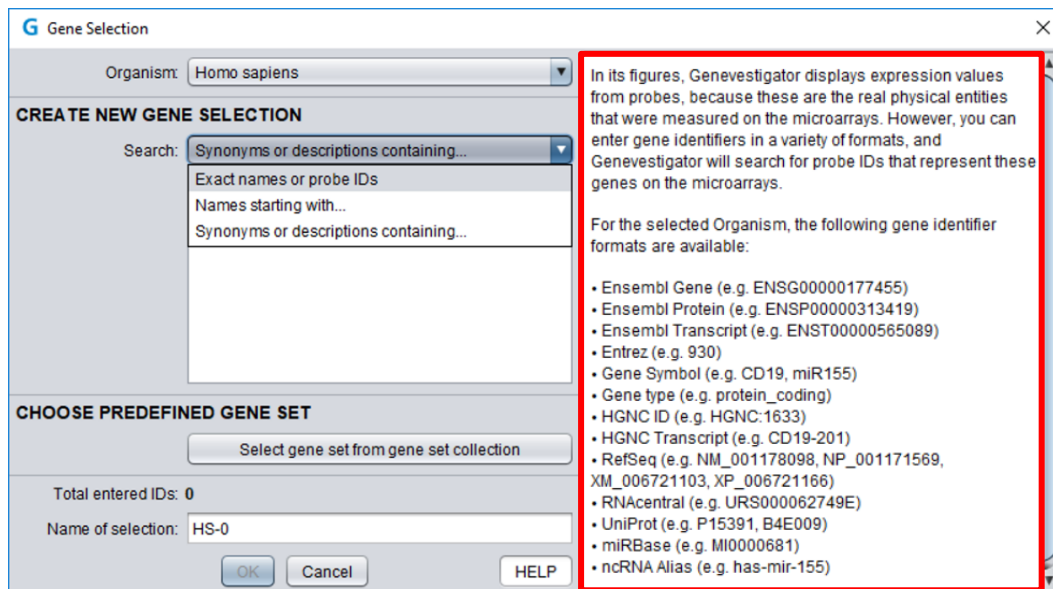 G Gene Selection
Organism: Homo sapiens
CREATE NEW GENE SELECTION
Search: Synonyms or descriptions containing...
Exact names or probe IDs
Names starting with...
Synonyms or descriptions containing...
CHOOSE PREDEFINED GENE SET
Select gene set from gene set collection
Total entered IDs: 0
Name of selection: HS-0
OK Cancel HELP
In its figures, Genevestigator displays expression values
from probes, because these are the real physical entities
that were measured on the microarrays. However, you can
enter gene identifiers in a variety of formats, and
Genevestigator will search for probe IDs that represent these
genes on the microarrays.
For the selected Organism, the following gene identifier
formats are available:
• Ensembl Gene (e.g. ENSG00000177455)
• Ensembl Protein (e.g. ENSP00000313419)
• Ensembl Transcript (e.g. ENST00000565089)
• Entrez (e.g. 930)
• Gene Symbol (e.g. CD19, miR155)
• Gene type (e.g. protein_coding)
• HGNC ID (e.g. HGNC:1633)
• HGNC Transcript (e.g. CD19-201)
• RefSeq (e.g. NM_001178098, NP_001171569,
XM_006721103, XP_006721166)
• RNAcentral (e.g. URS000062749E)
• UniProt (e.g. P15391, B4E009)
• miRBase (e.g. MI0000681)
• ncRNA Alias (e.g. has-mir-155)